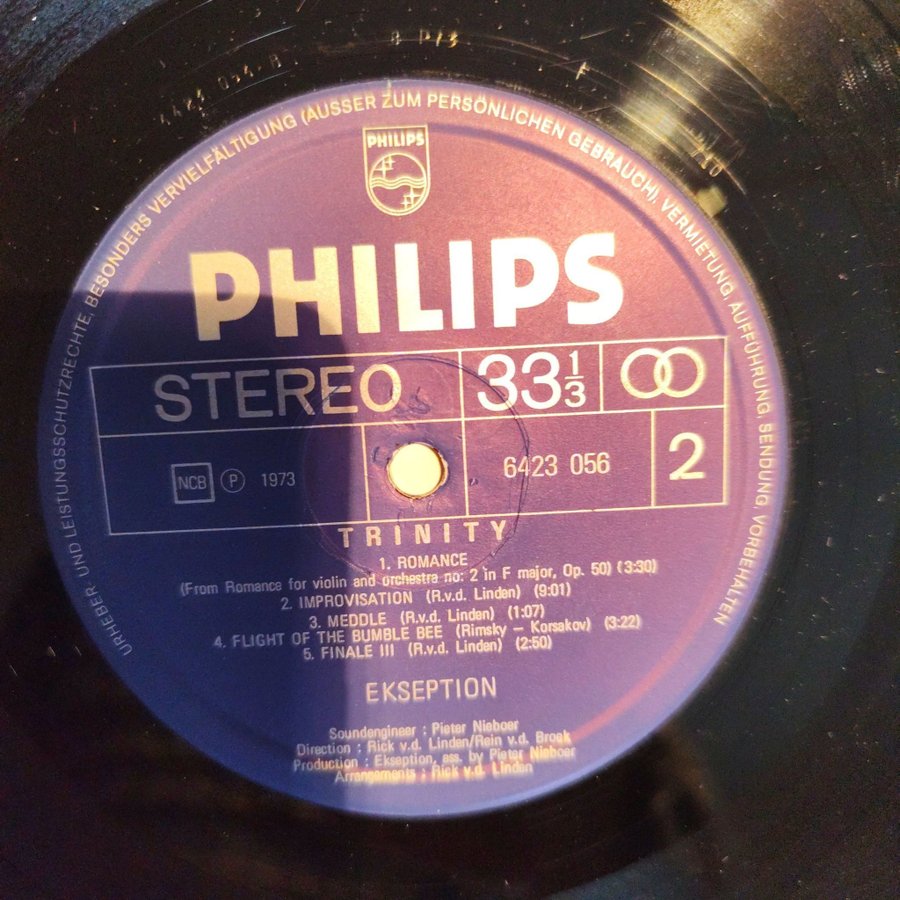 6423 056
URHEBER- UND LEISTUNGSSCHUTZRECHTE, BESONDERS VERVIELFÄLTIGUNG (AUSSER ZUM PERSÖNLICHEN GEBRAUCH), VERMIETUNG, AUFFÜHRUNG, SENDUNG, VORBEHALTEN
PHILIPS
PHILIPS
STEREO
33 1/3
NCB
P 1973
6423 056
2
TRINITY
1. ROMANCE
(From Romance for violin and orchestra no: 2 in F major, Op. 50) (3:30)
2. IMPROVISATION (R.v.d. Linden) (9:01)
3. MEDDLE (R.v.d. Linden) (1:07)
4. FLIGHT OF THE BUMBLE BEE (Rimsky – Korsakov) (3:22)
5. FINALE III (R.v.d. Linden) (2:50)
EKSEPTION
Soundengineer : Pieter Nieboer
Direction : Rick v.d. Linden/Rein v.d. Broek
Production : Ekseption, ass. by Pieter Nieboer
Arrangements : Rick v.d. Linden